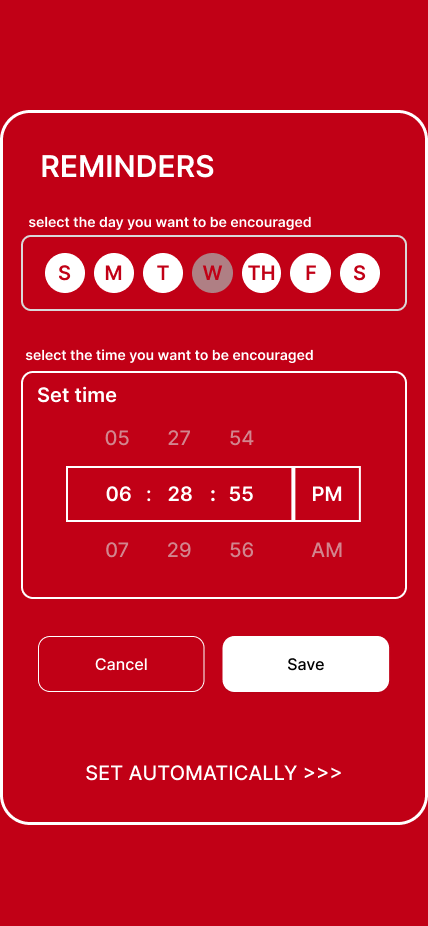 REMINDERS
select the day you want to be encouraged
S M T W TH F S
select the time you want to be encouraged
Set time
05 27 54
06 : 28 : 55 PM
07 29 56 AM
Cancel Save
SET AUTOMATICALLY >>>